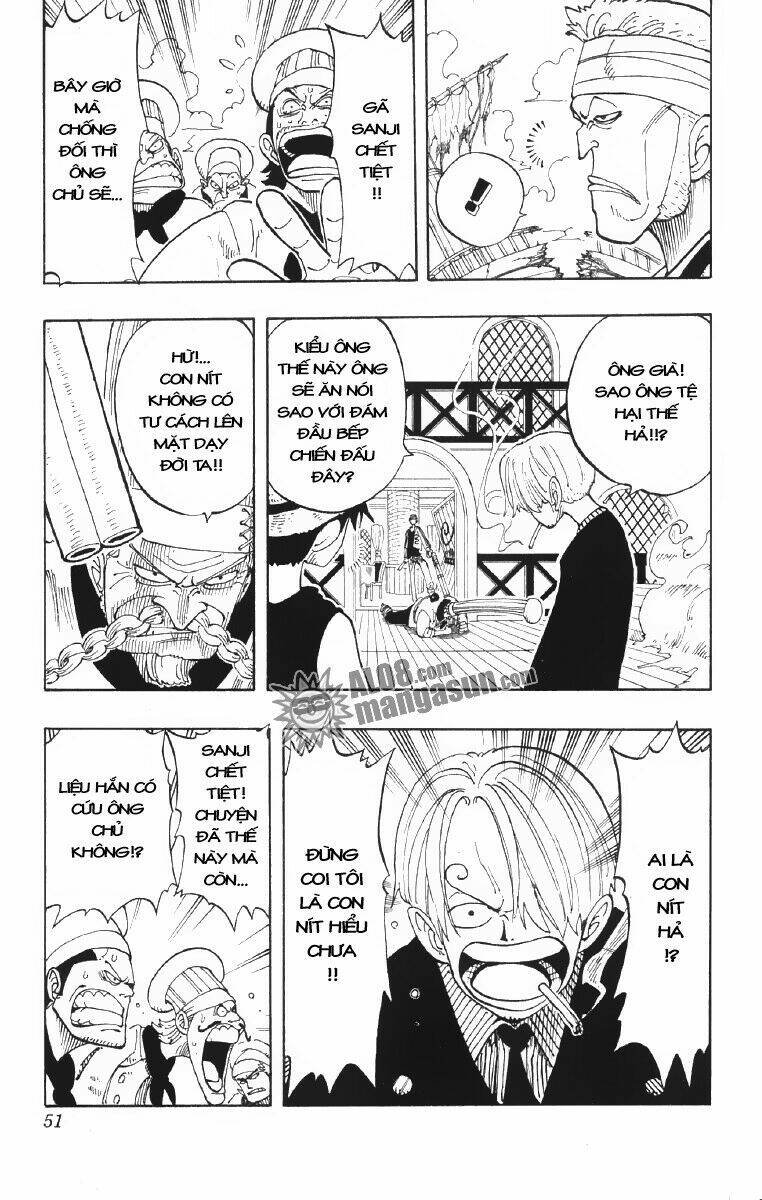 !
GÃ
SANJI
CHẾT
TIỆT
!!
BÂY GIỜ
MÀ
CHỐNG
ĐỐI THÌ
ÔNG
CHỦ SẼ...
ÔNG GIÀ!
SAO ÔNG TỆ
HẠI THẾ
HẢ!!?
KIỂU ÔNG
THẾ NÀY ÔNG
SẼ ĂN NÓI
SAO VỚI ĐÁM
ĐẦU BẾP
CHIẾN ĐẤU
ĐÂY?
HỪ!...
CON NÍT
KHÔNG CÓ
TƯ CÁCH LÊN
MẶT DẠY
ĐỜI TA!!
AL08.com
mangasun.com
AI LÀ
CON
NÍT
HẢ
!?
ĐỪNG
COI TÔI
LÀ CON
NÍT HIỂU
CHƯA
!!
SANJI
CHẾT
TIỆT!
CHUYỆN
ĐÃ THẾ
NÀY MÀ
CÒN...
LIỆU HẮN CÓ
CỨU ÔNG
CHỦ
KHÔNG!?
51